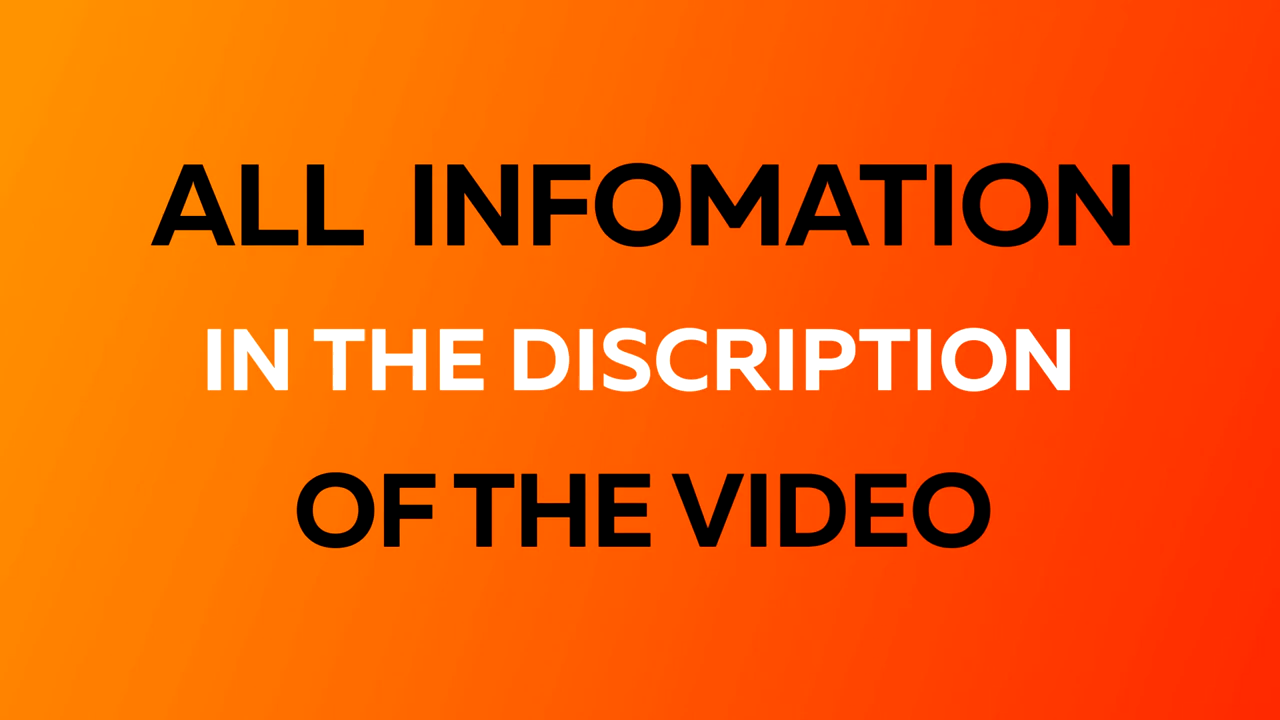 ALL INFOMATION
IN THE DISCRIPTION
OF THE VIDEO